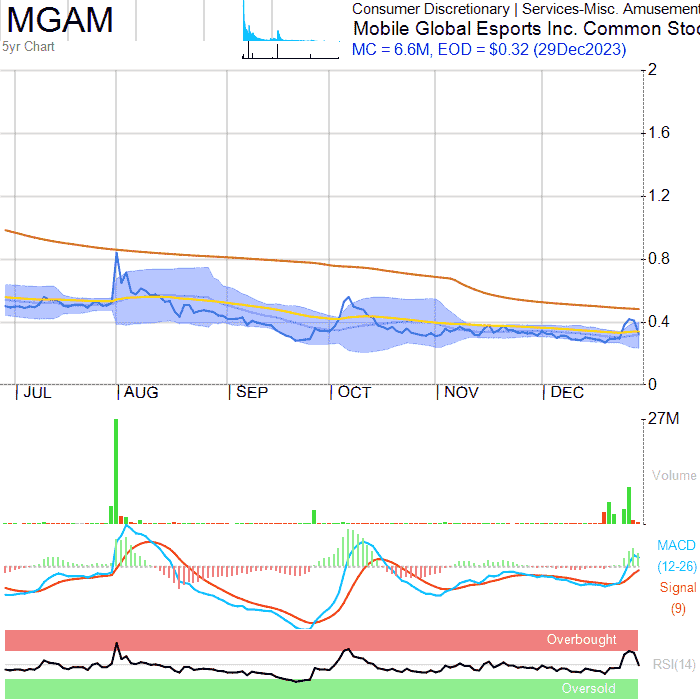 MGAM
Consumer Discretionary | Services-Misc. Amusement
Mobile Global Esports Inc. Common
5yr Chart
MC = 6.6M, EOD = $0.32 (29Dec2023)
2
1.6
1.2
0.8
0.4
0
JUL AUG SEP OCT NOV DEC
27M
Volume
MACD
(12-26)
Signal
(9)
Overbought
RSI(14)
Oversold